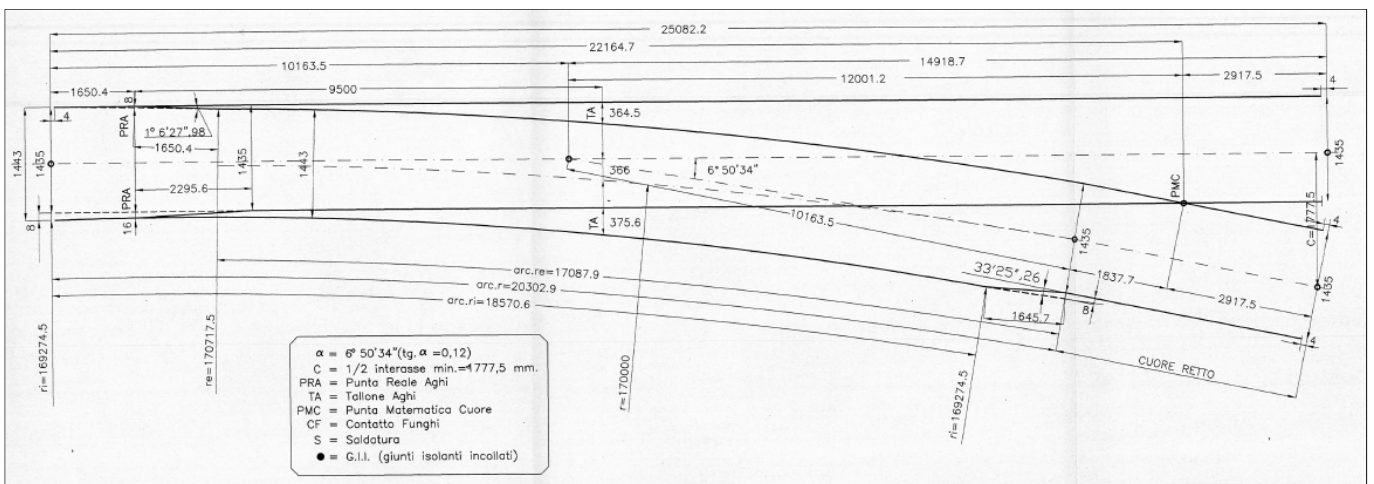 25082.2
22164.7
10163.5
14918.7
12001.2
2917.5
1650.4
8
9500
4
4
PRA
TA
364.5
1° 6'27",98
1650.4
1443
1435
1435
1443
366
6° 50'34"
PMC
1435
2295.6
PRA
10163.5
C=1777.5
8
16
TA
375.6
1435
4
arc.re=17087.9
33'25",26
1837.7
arc.r=20302.9
2917.5
1435
arc.ri=18570.6
8
1645.7
4
ri=169274.5
re=170717.5
r=170000
ri=169274.5
CUORE RETTO
α = 6° 50'34"(tg. α =0,12)
C = 1/2 interasse min.=1777,5 mm.
PRA = Punta Reale Aghi
TA = Tallone Aghi
PMC = Punta Matematica Cuore
CF = Contatto Funghi
S = Saldatura
● = G.I.I. (giunti isolanti incollati)